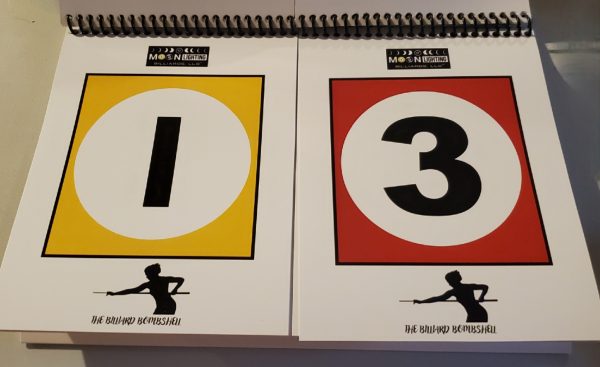 MOON LIGHTING
BILLIARDS, LLC
1
THE BILLIARD BOMBSHELL
MOON LIGHTING
BILLIARDS, LLC
3
THE BILLIARD BOMBSHELL